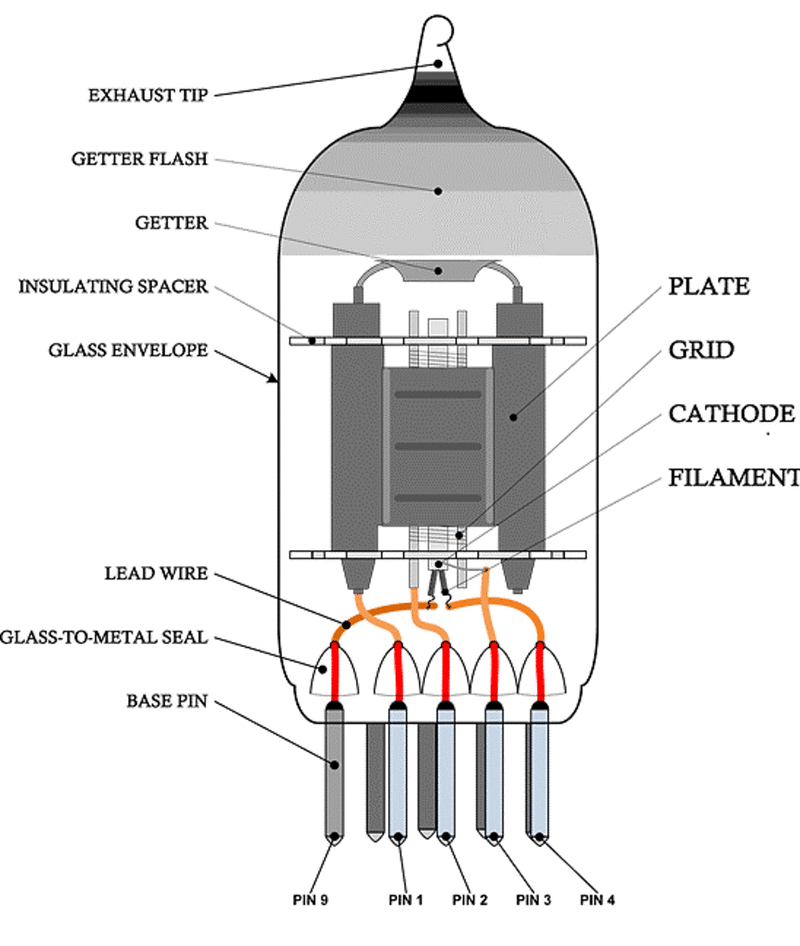 EXHAUST TIP
GETTER FLASH
GETTER
INSULATING SPACER
GLASS ENVELOPE
PLATE
GRID
CATHODE
FILAMENT
LEAD WIRE
GLASS-TO-METAL SEAL
BASE PIN
PIN 9
PIN 1
PIN 2
PIN 3
PIN 4